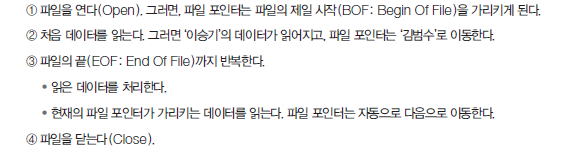 ① 파일을 연다(Open). 그러면, 파일 포인터는 파일의 제일 시작(BOF: Begin Of File)을 가리키게 된다.
② 처음 데이터를 읽는다. 그러면 '이승기'의 데이터가 읽어지고, 파일 포인터는 '김범수'로 이동한다.
③ 파일의 끝(EOF: End Of File)까지 반복한다.
• 읽은 데이터를 처리한다.
• 현재의 파일 포인터가 가리키는 데이터를 읽는다. 파일 포인터는 자동으로 다음으로 이동한다.
④ 파일을 닫는다(Close).